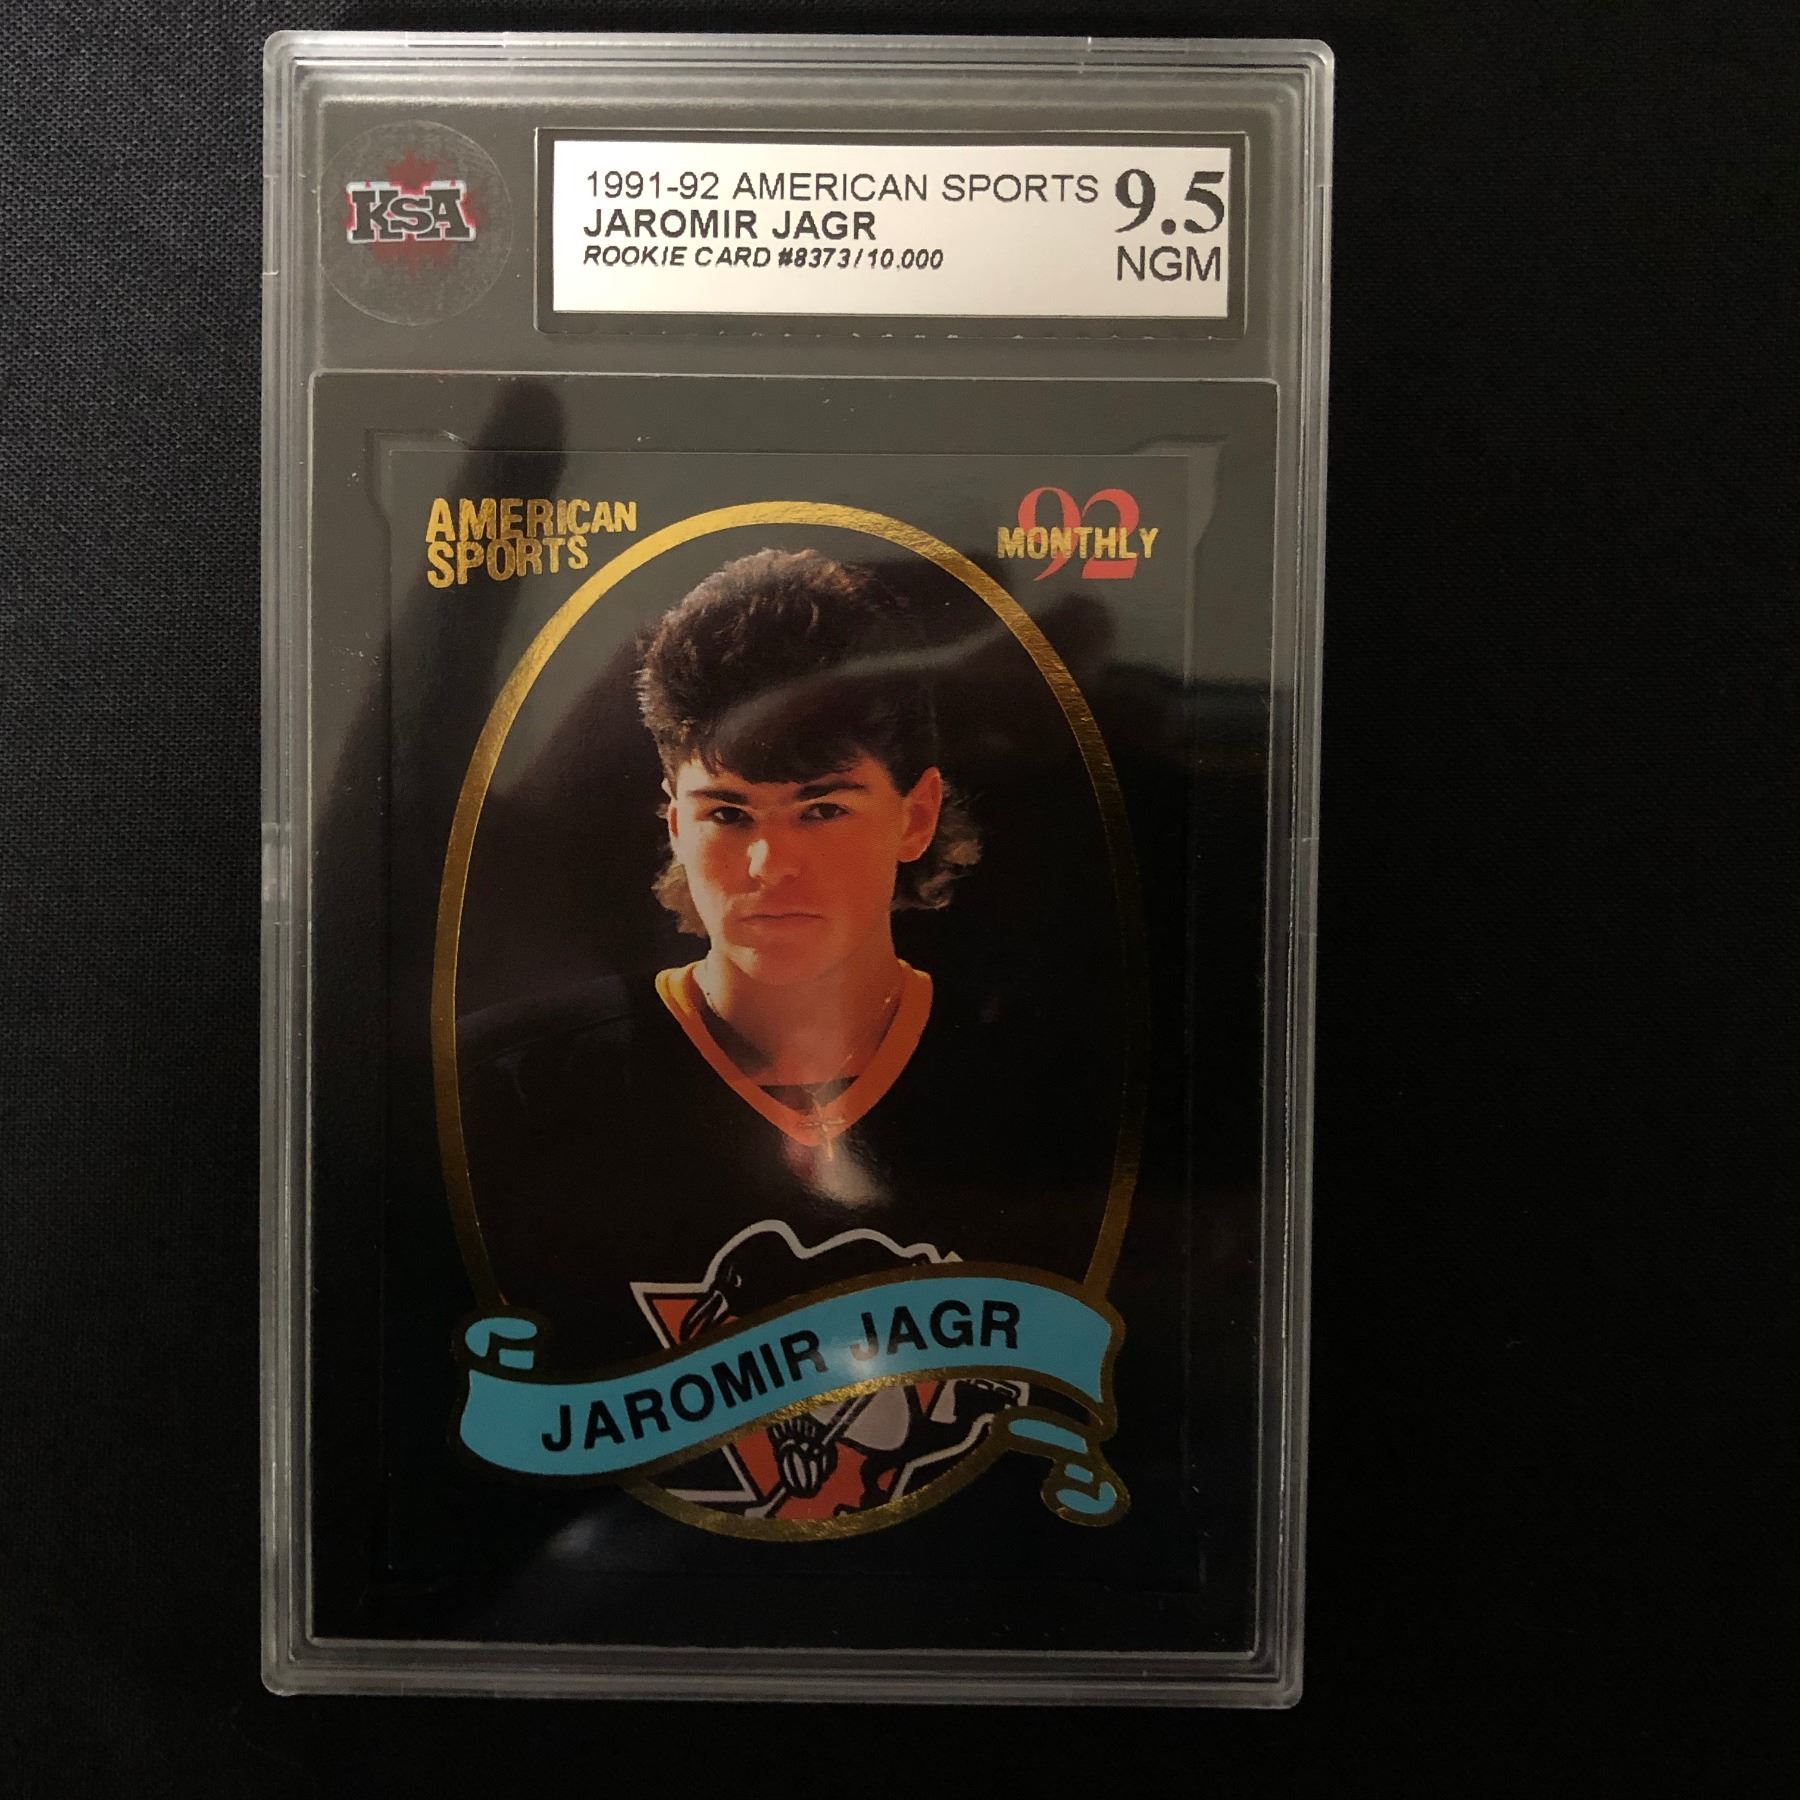 KSA
1991-92 AMERICAN SPORTS 9.5
JAROMIR JAGR
ROOKIE CARD #8373/10,000
NGM
AMERICAN
SPORTS
92
MONTHLY
JAROMIR JAGR